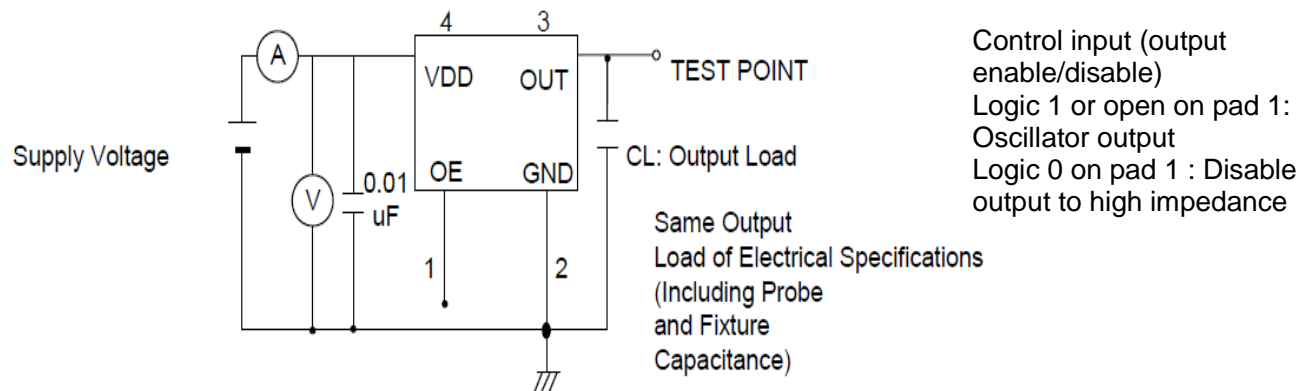 4 3
A
VDD OUT
TEST POINT
Supply Voltage
CL: Output Load
OE GND
V
0.01
uF
1 2
Same Output
Load of Electrical Specifications
(Including Probe
and Fixture
Capacitance)
Control input (output
enable/disable)
Logic 1 or open on pad 1:
Oscillator output
Logic 0 on pad 1 : Disable
output to high impedance